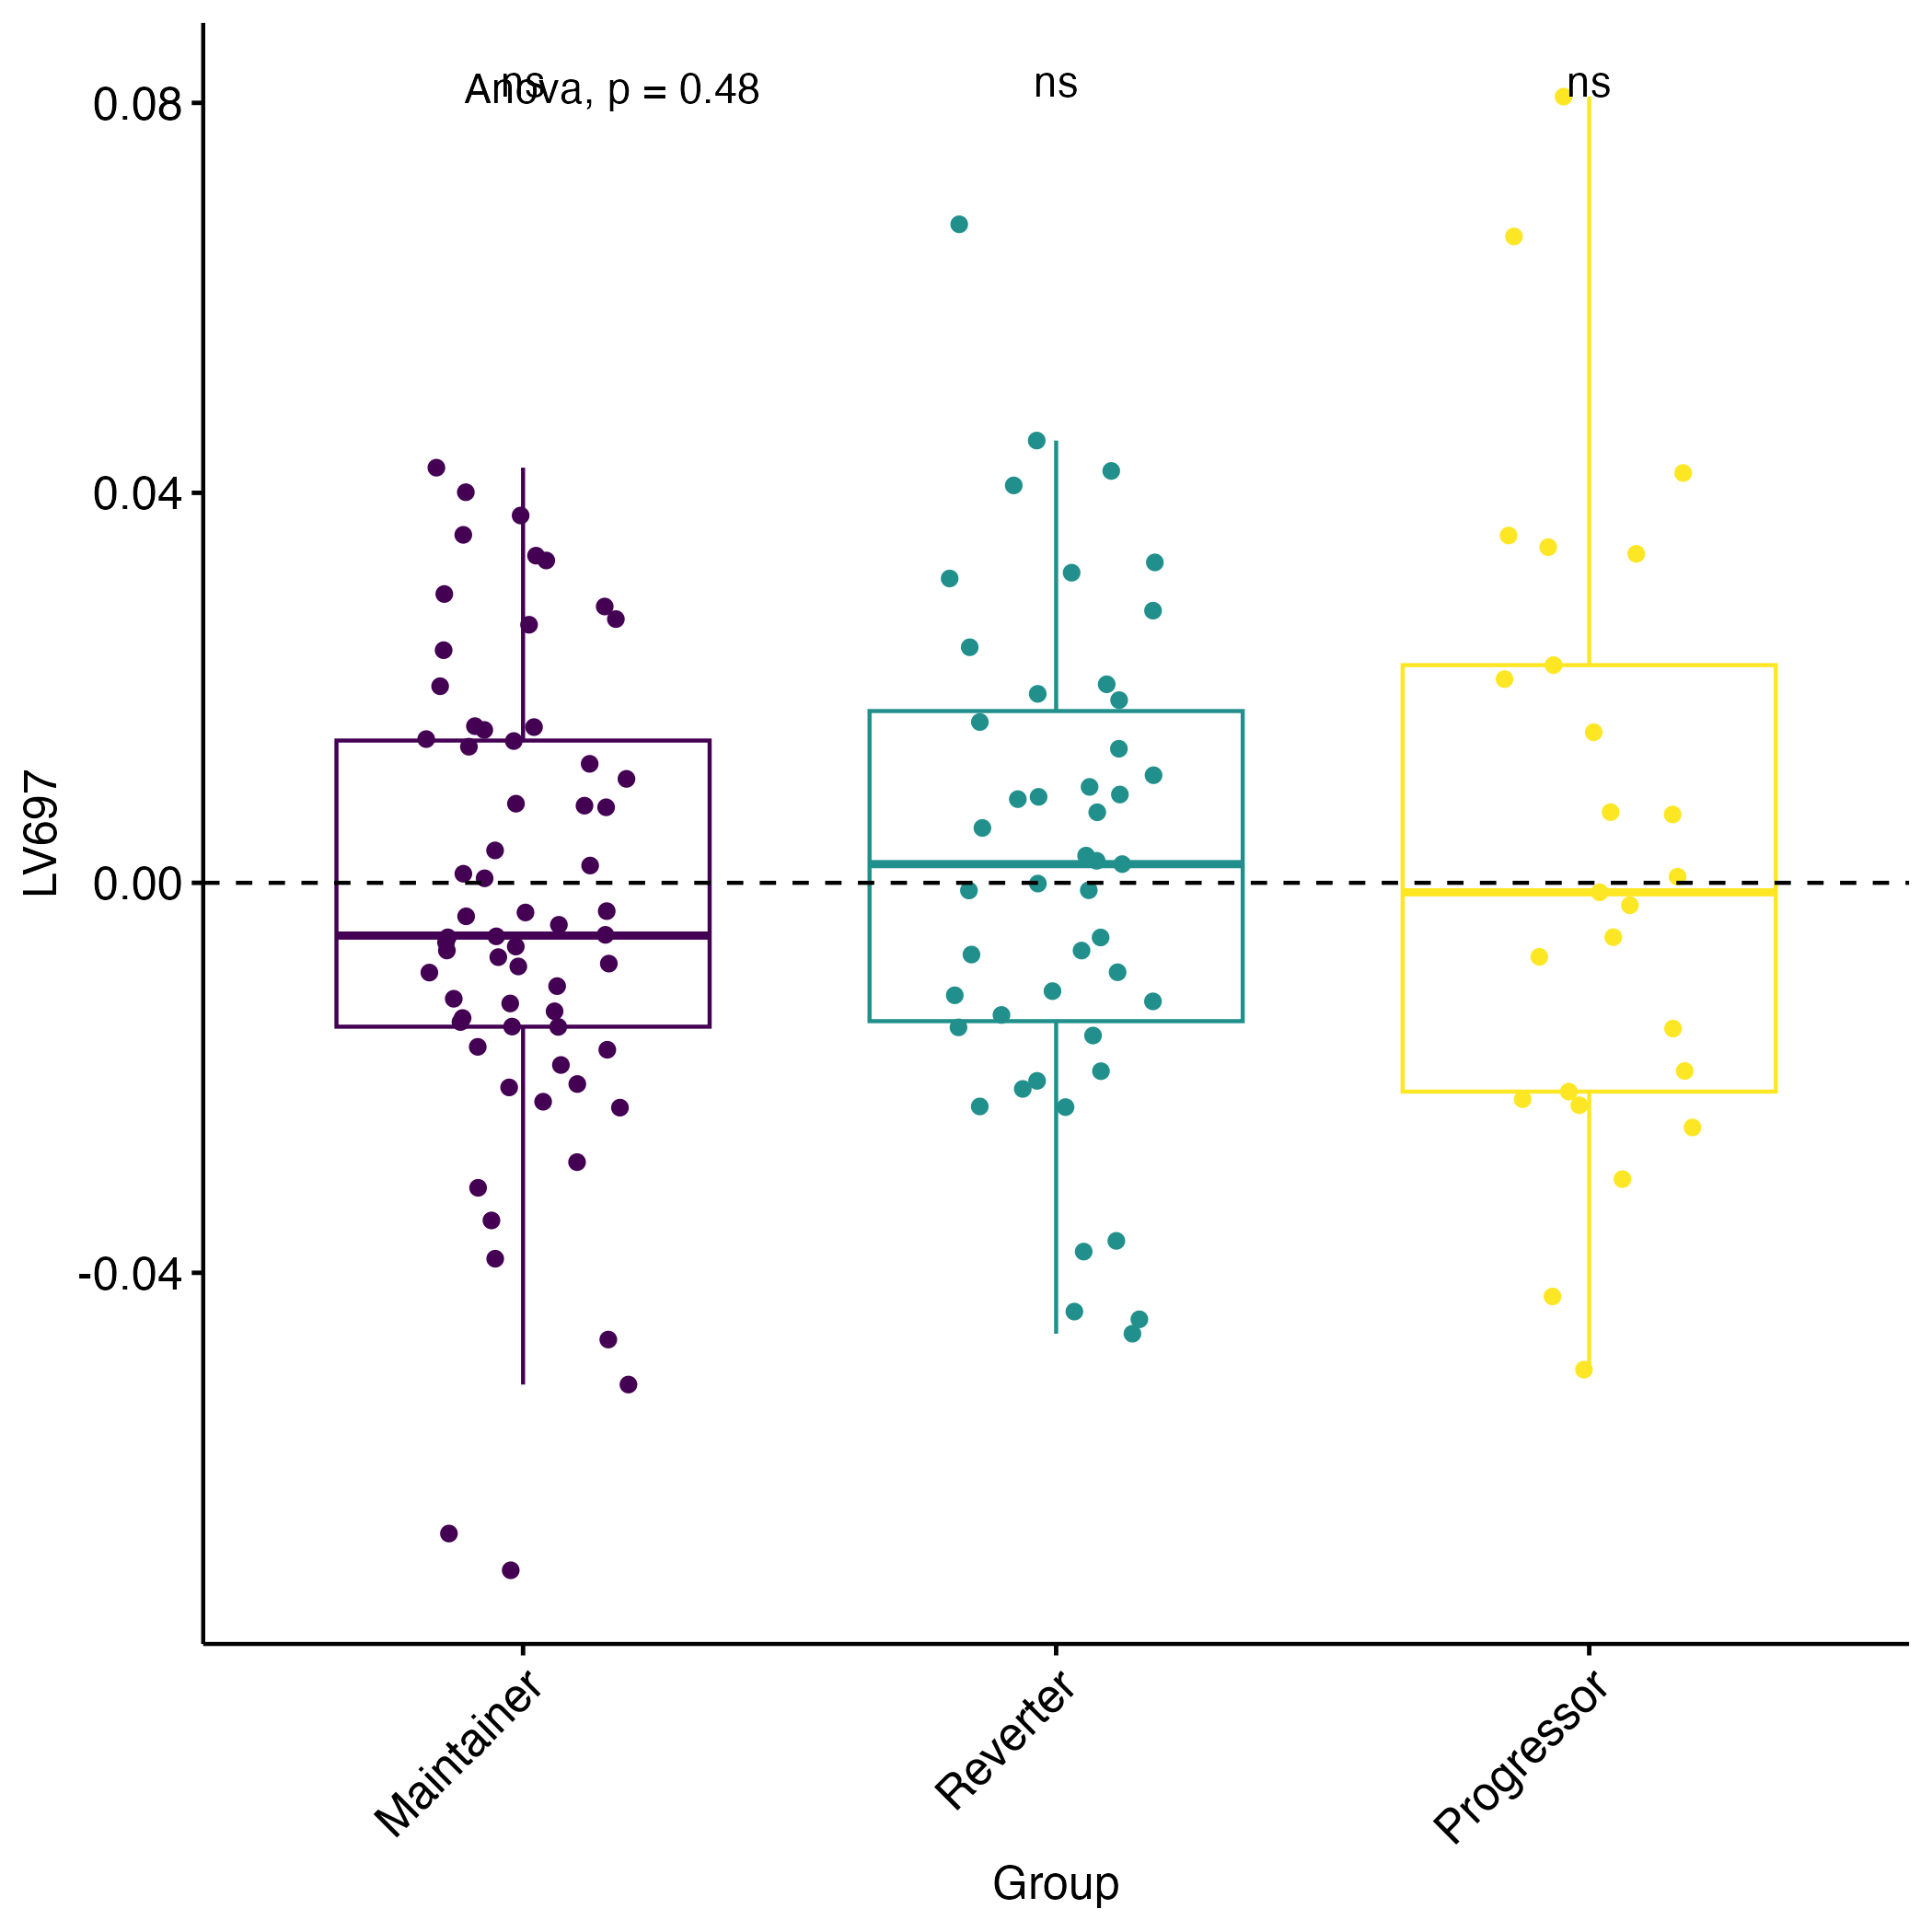 ns
Anova, p = 0.48
ns
ns
0.08
0.04
0.00
-0.04
LV697
Maintainer
Reverter
Progressor
Group